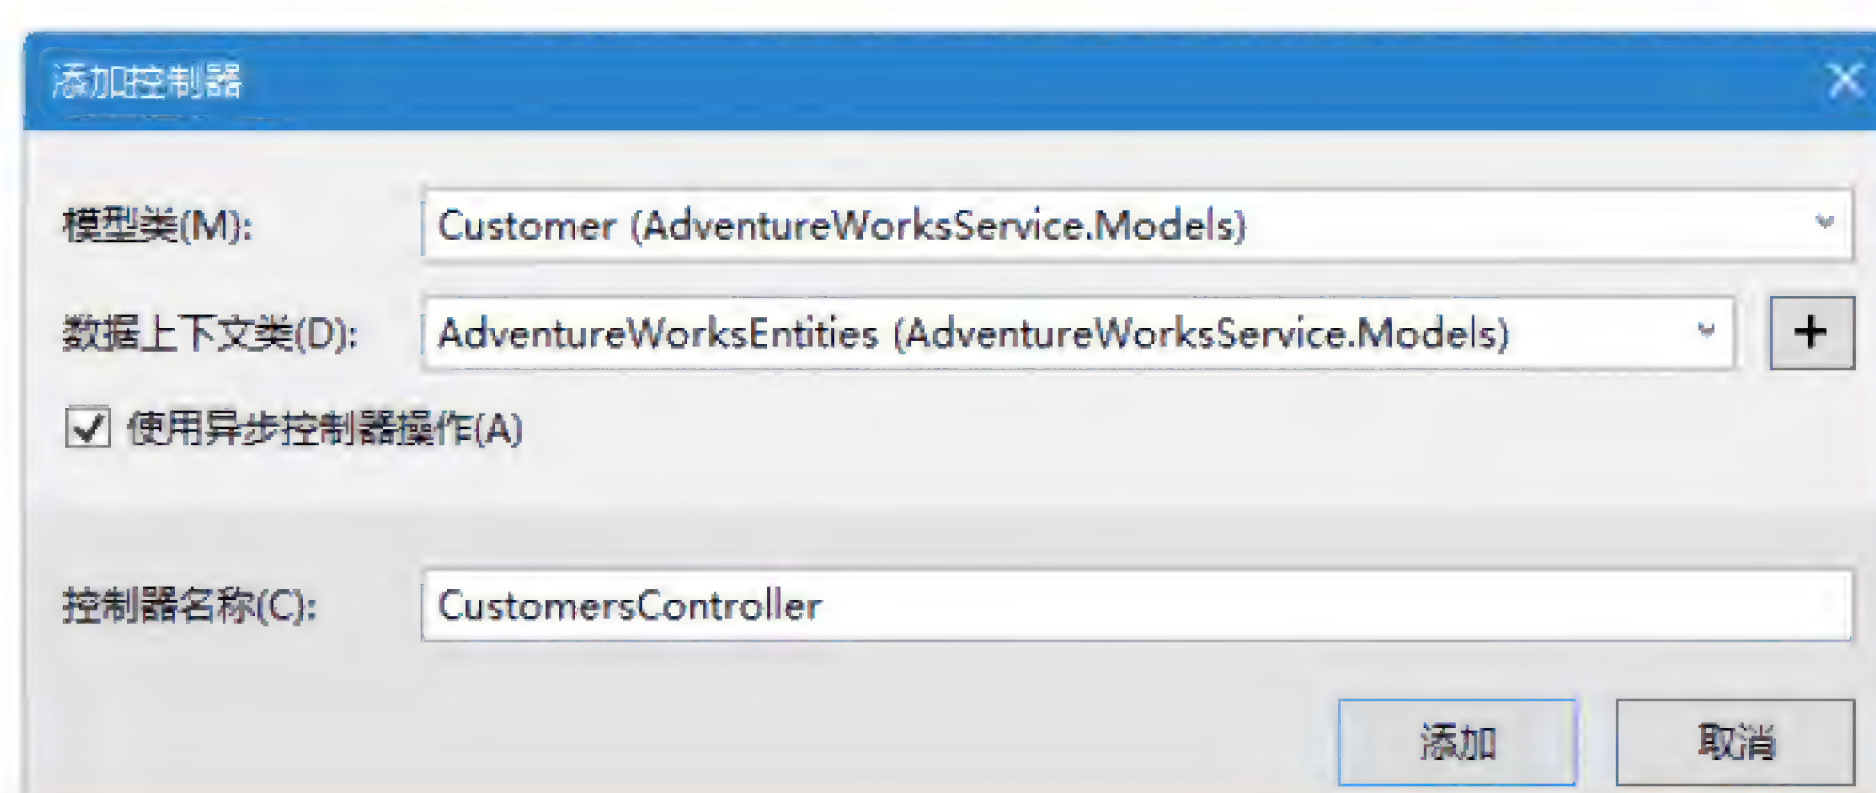 添加控制器
模型类(M): Customer (AdventureWorksService.Models)
数据上下文类(D): AdventureWorksEntities (AdventureWorksService.Models) +
使用异步控制器操作(A)
控制器名称(C): CustomersController
添加 取消